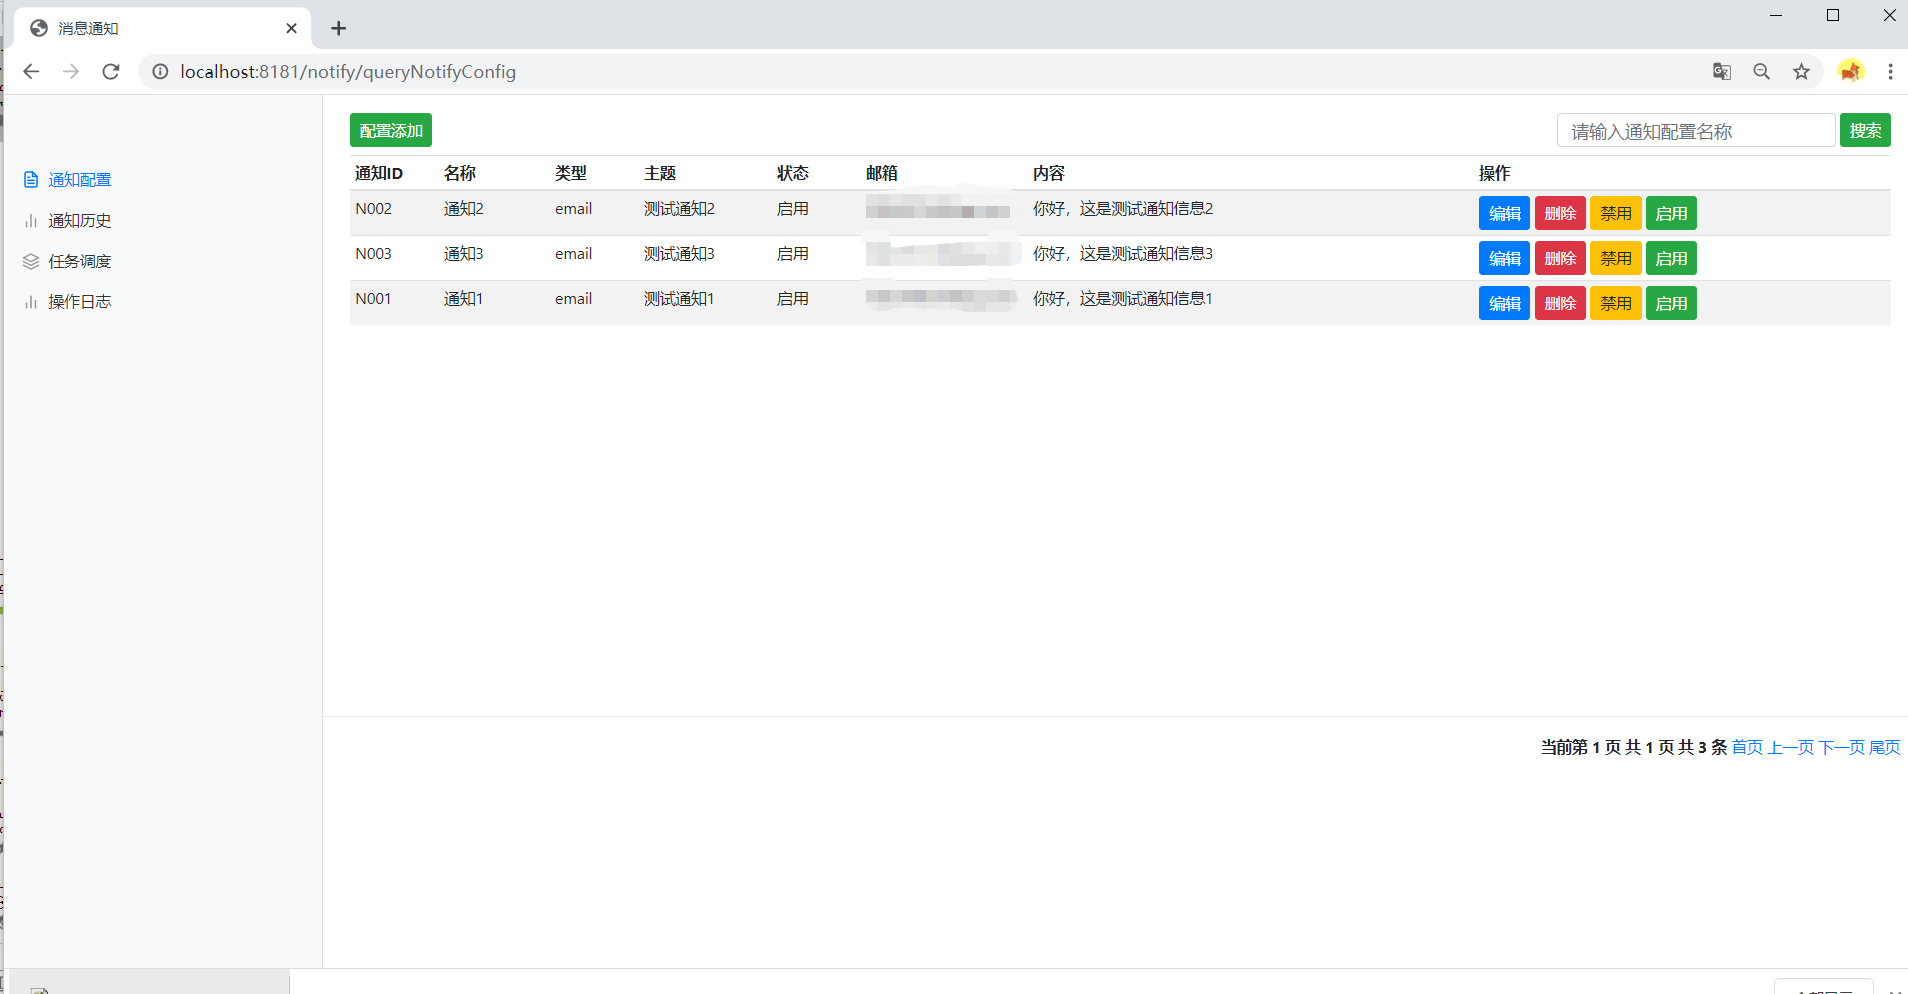 消息通知
localhost:8181/notify/queryNotifyConfig
配置添加
请输入通知配置名称 搜索
通知配置
通知历史
任务调度
操作日志
通知ID 名称 类型 主题 状态 邮箱 内容 操作
N002 通知2 email 测试通知2 启用 你好，这是测试通知信息2 编辑 删除 禁用 启用
N003 通知3 email 测试通知3 启用 你好，这是测试通知信息3 编辑 删除 禁用 启用
N001 通知1 email 测试通知1 启用 你好，这是测试通知信息1 编辑 删除 禁用 启用
当前第 1 页 共 1 页 共 3 条 首页 上一页 下一页 尾页